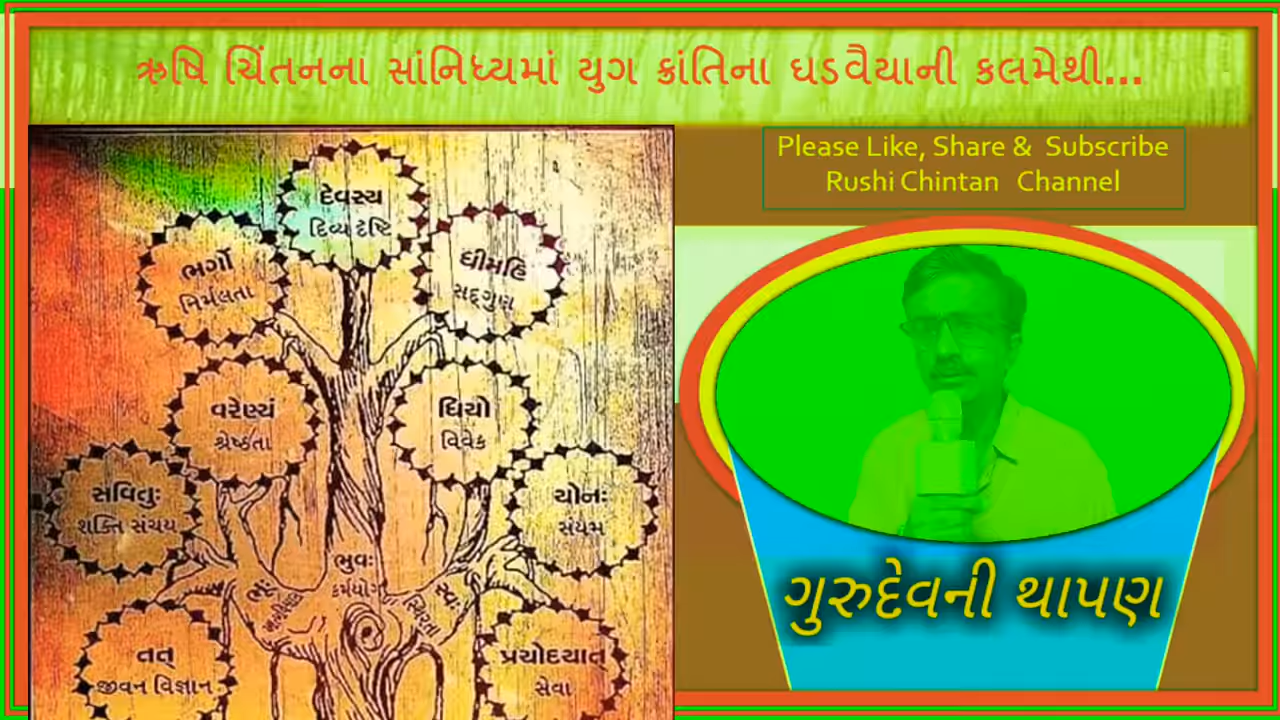 ઋષિ ચિંતનના સાંનિધ્યમાં યુગ ક્રાંતિના ઘડવૈયાની કલમેથી...
Please Like, Share & Subscribe
Rushi Chintan Channel
દેવસ્ય
દિવ્ય દૃષ્ટિ
ભર્ગો
નિર્મલતા
ધીમહિ
સદ્ગુણ
વરેણ્યં
શ્રેષ્ઠતા
ધિયો
વિવેક
સવિતુઃ
શક્તિ સંચય
યોનઃ
સંયમ
ભુવઃ
કર્મયોગ
સ્વઃ
સ્થિરતા
તત્
જીવન વિજ્ઞાન
પ્રચોદયાત્
સેવા
ગુરુદેવની થાપણ